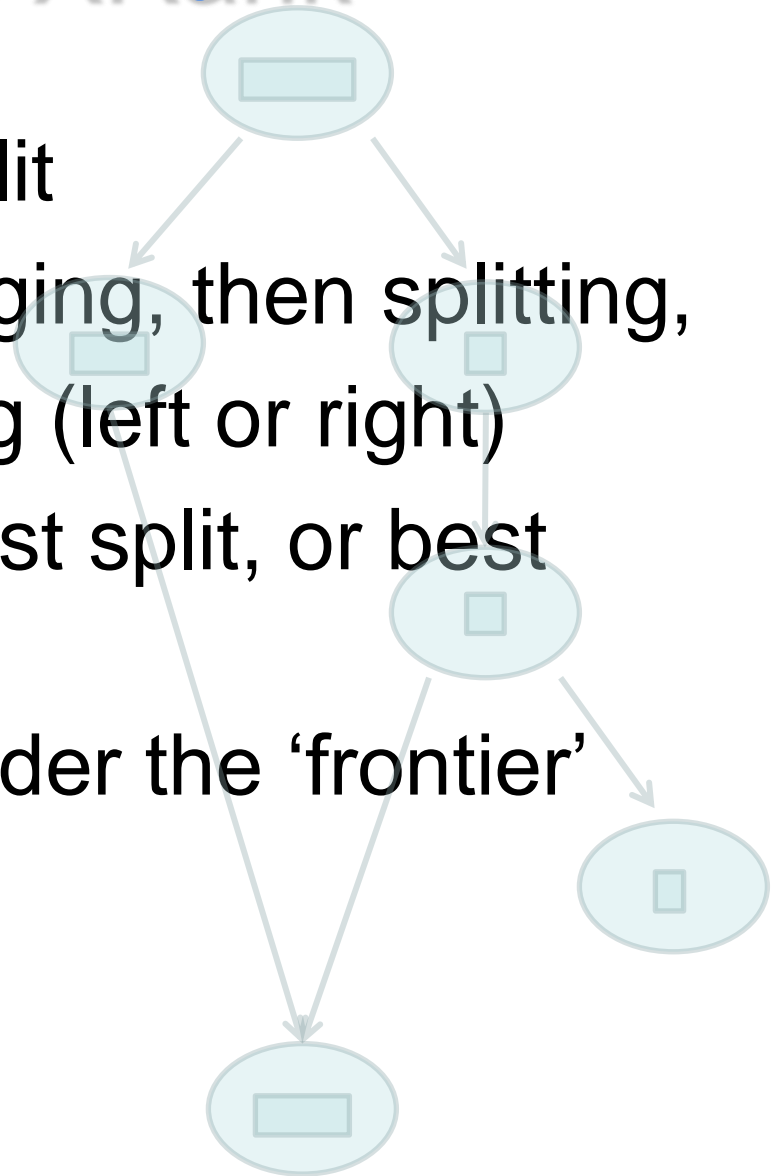 lit
ging, then splitting,
g (left or right)
st split, or best
der the ‘frontier’